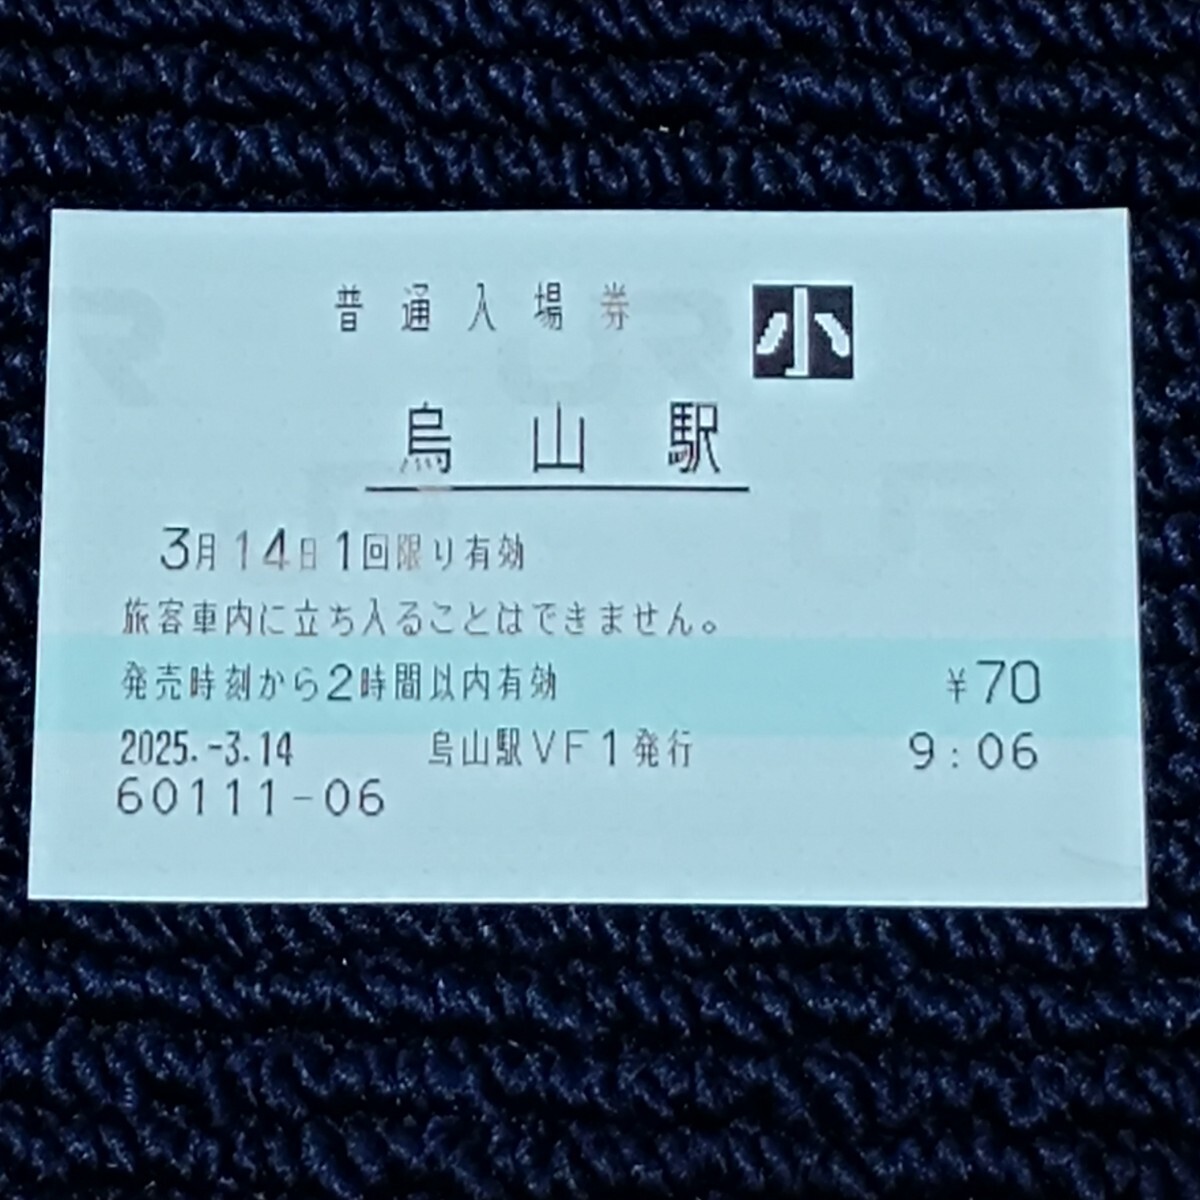 普通入場券 小
烏山駅
3月14日1回限り有効
旅客車内に立ち入ることはできません。
発売時刻から2時間以内有効 ¥70
2025.-3.14 烏山駅VF1発行 9:06
60111-06